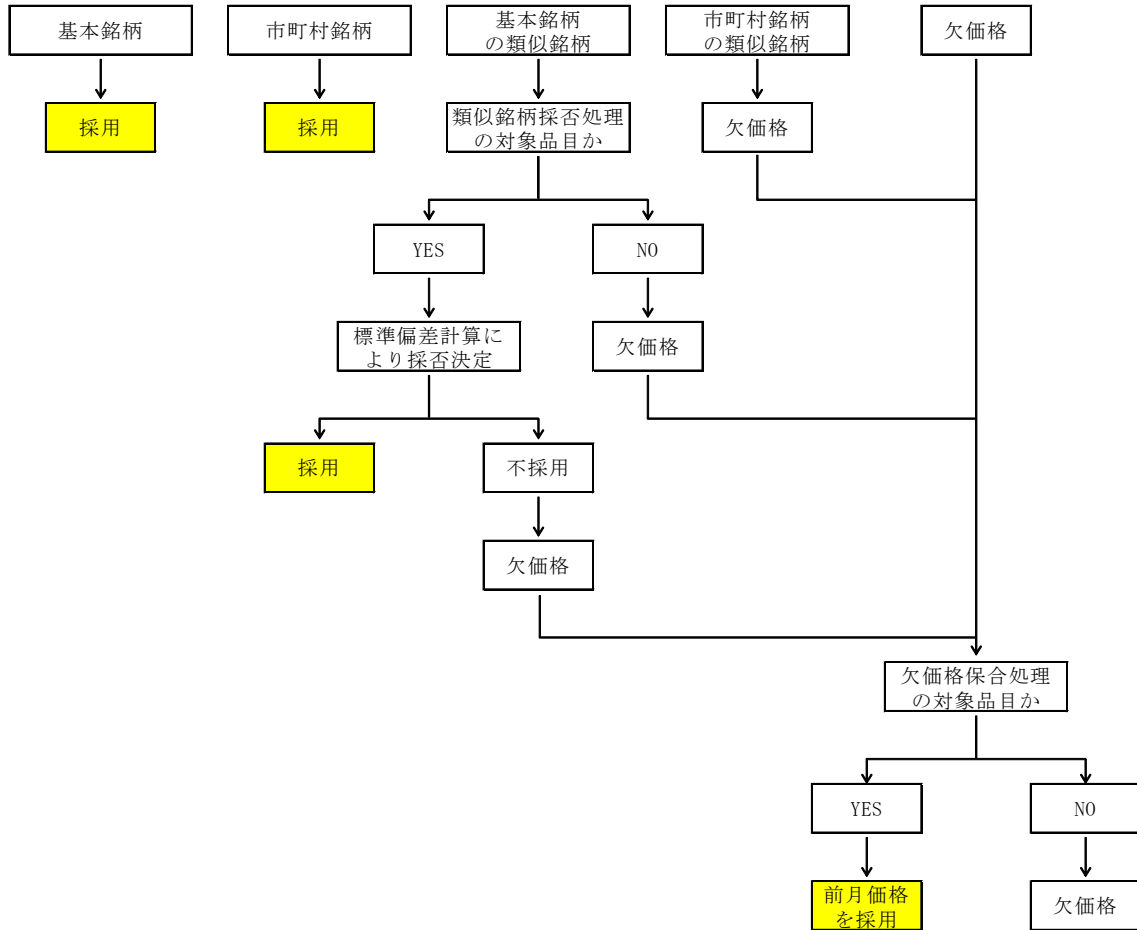 基本銘柄
市町村銘柄
基本銘柄
の類似銘柄
市町村銘柄
の類似銘柄
欠価格
採用
採用
類似銘柄採否処理
の対象品目か
欠価格
YES
NO
標準偏差計算に
より採否決定
欠価格
採用
不採用
欠価格
欠価格保合処理
の対象品目か
YES
NO
前月価格
を採用
欠価格